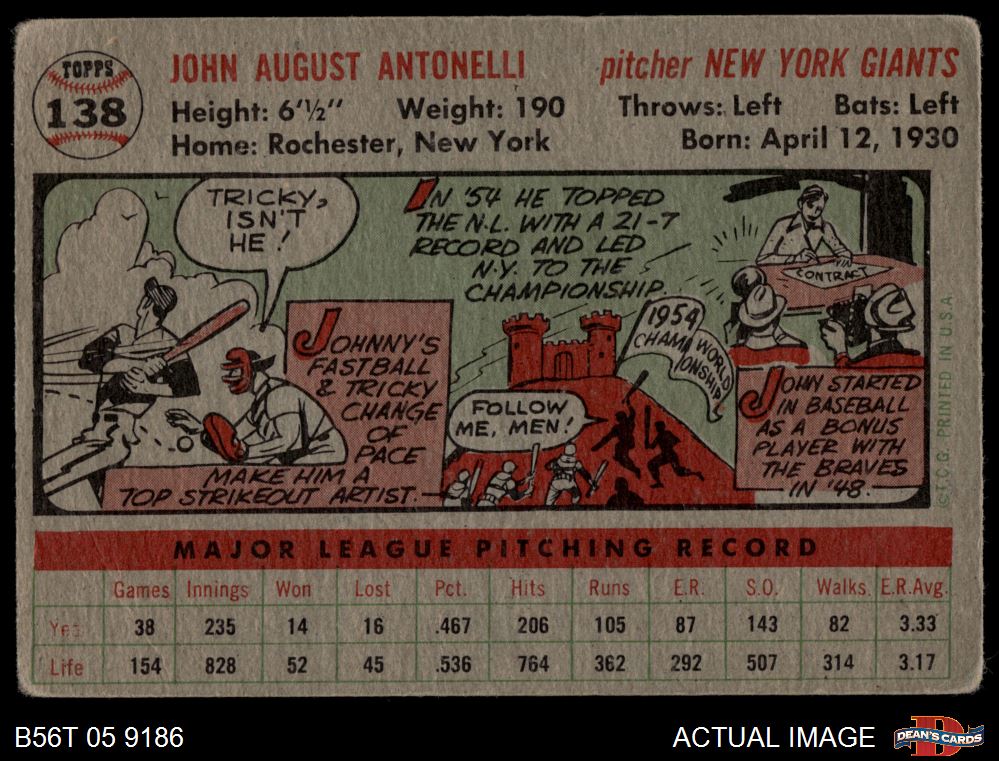 TOPPS
138
JOHN AUGUST ANTONELLI
pitcher NEW YORK GIANTS
Height: 6'½" Weight: 190 Throws: Left Bats: Left
Home: Rochester, New York Born: April 12, 1930
TRICKY,
ISN'T
HE!
JOHNNY'S
FASTBALL
& TRICKY
CHANGE
OF
PACE
MAKE HIM A
TOP STRIKEOUT ARTIST.
IN '54 HE TOPPED
THE N.L. WITH A 21-7
RECORD AND LED
N.Y. TO THE
CHAMPIONSHIP.
1954
WORLD
CHAMPIONSHIP
FOLLOW
ME, MEN!
CONTRACT
JOHN STARTED
IN BASEBALL
AS A BONUS
PLAYER WITH
THE BRAVES
IN '48.
©T.C.G. PRINTED IN U.S.A.
MAJOR LEAGUE PITCHING RECORD
Games Innings Won Lost Pct. Hits Runs E.R. S.O. Walks E.R.Avg.
Year 38 235 14 16 .467 206 105 87 143 82 3.33
Life 154 828 52 45 .536 764 362 292 507 314 3.17
B56T 05 9186
ACTUAL IMAGE
DEAN'S CARDS